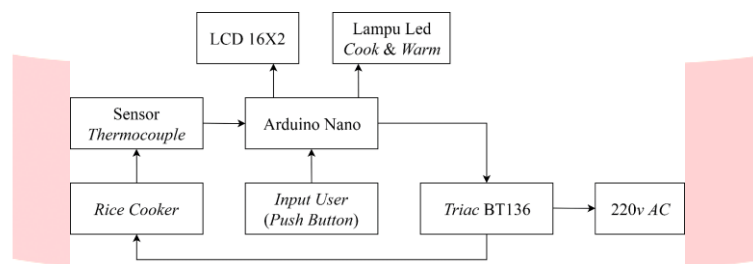 LCD 16X2
Lampu Led
Cook & Warm
Sensor
Thermocouple
Arduino Nano
Rice Cooker
Input User
(Push Button)
Triac BT136
220v AC